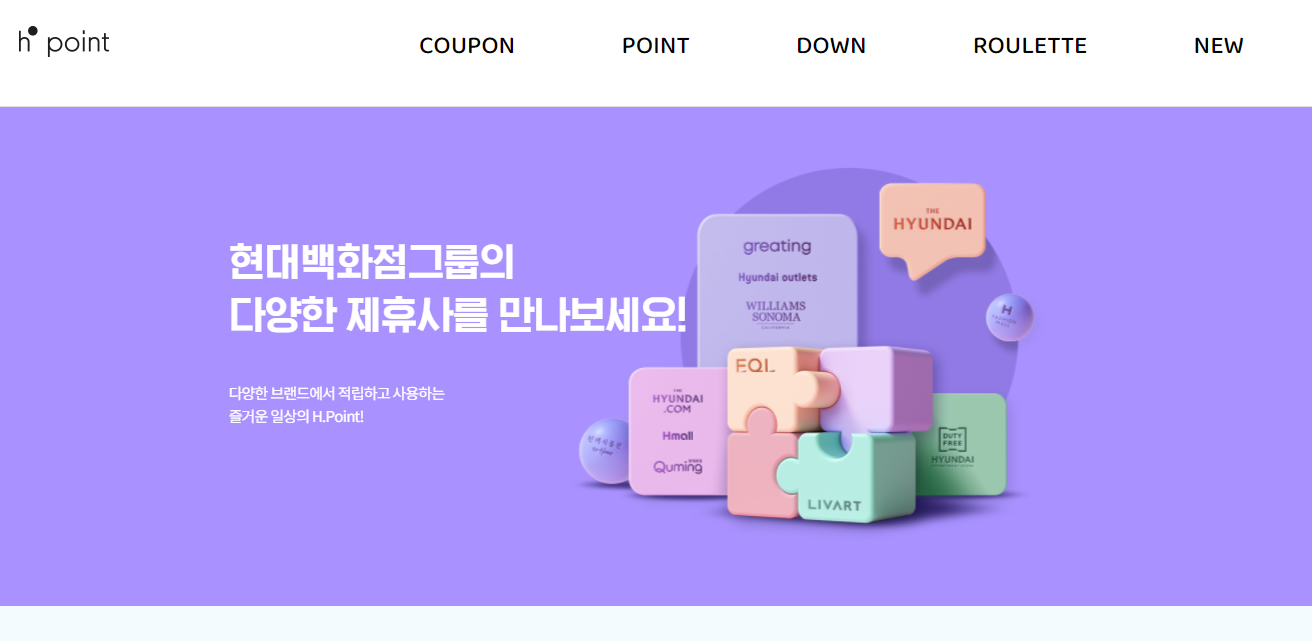 h point
COUPON
POINT
DOWN
ROULETTE
NEW
현대백화점그룹의
다양한 제휴사를 만나보세요!
다양한 브랜드에서 적립하고 사용하는
즐거운 일상의 H.Point!
THE
HYUNDAI
greating
Hyundai outlets
WILLIAMS
SONOMA
CALIFORNIA
H
EQL
THE
HYUNDAI
.COM
Hmall
Quming
DUTY
FREE
HYUNDAI
LIVART